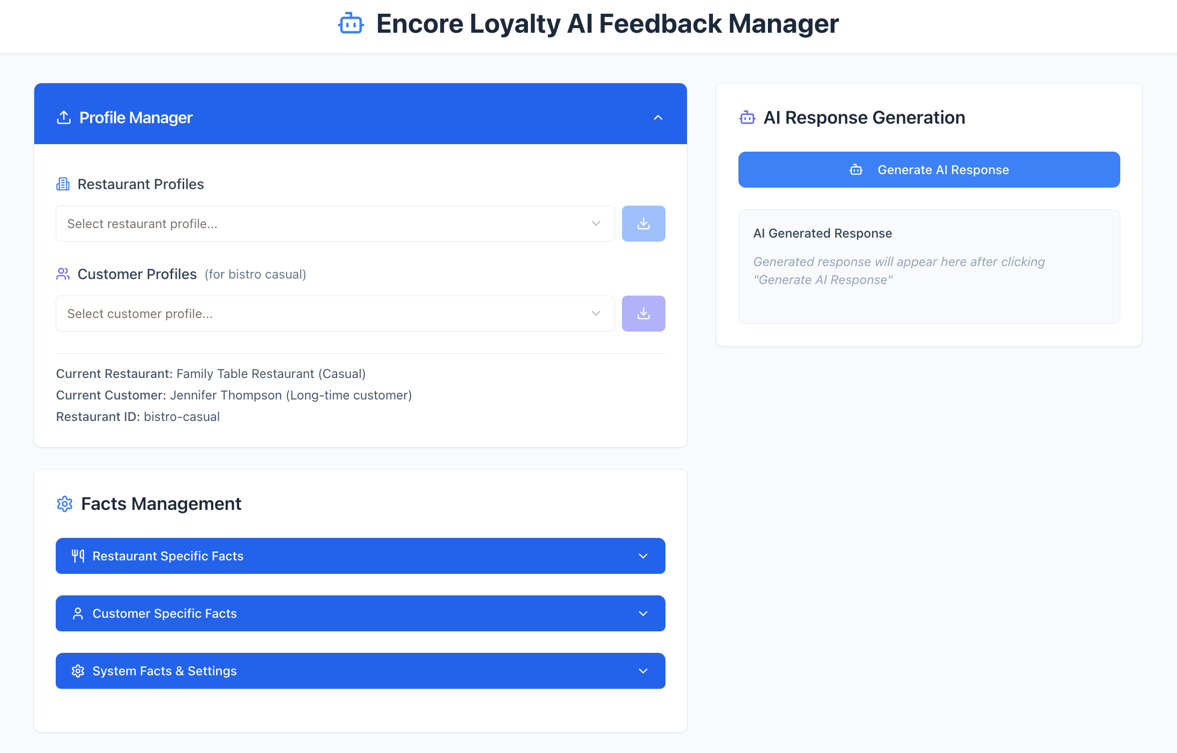 Encore Loyalty AI Feedback Manager
Profile Manager
Restaurant Profiles
Select restaurant profile...
Customer Profiles (for bistro casual)
Select customer profile...
Current Restaurant: Family Table Restaurant (Casual)
Current Customer: Jennifer Thompson (Long-time customer)
Restaurant ID: bistro-casual
Facts Management
Restaurant Specific Facts
Customer Specific Facts
System Facts & Settings
AI Response Generation
Generate AI Response
AI Generated Response
Generated response will appear here after clicking
"Generate AI Response"